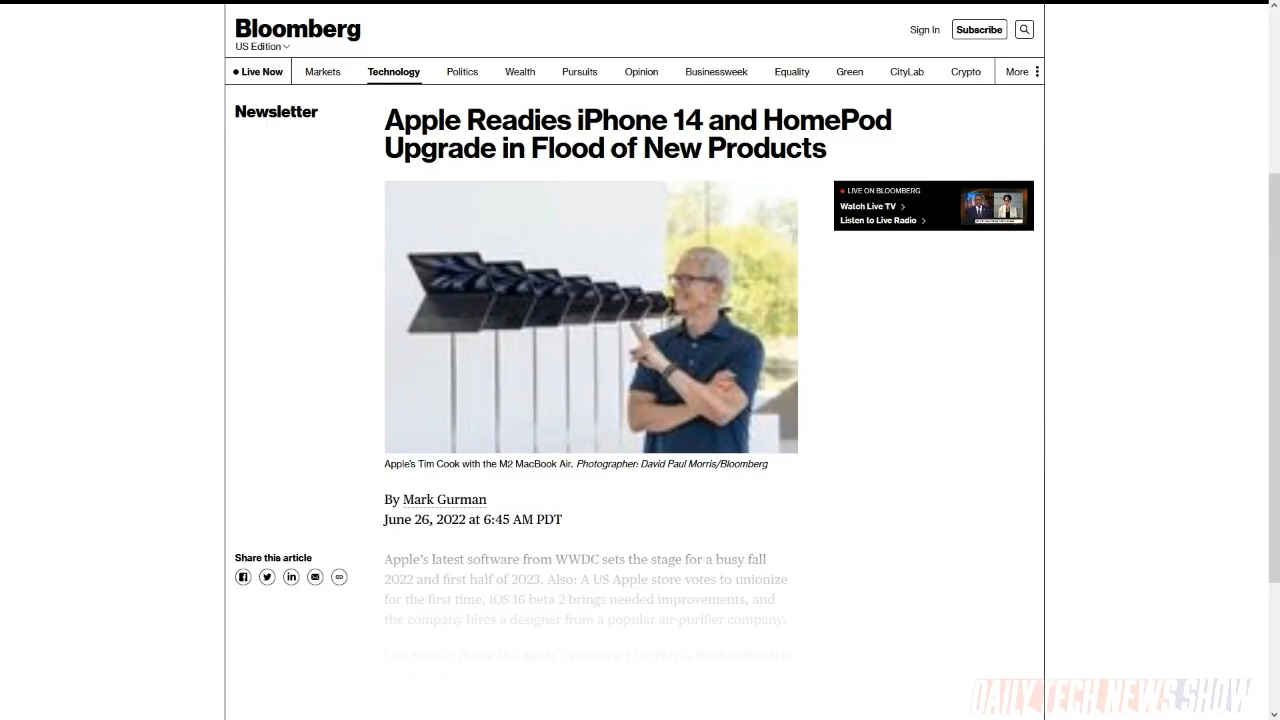 Bloomberg
US Edition
Sign In
Subscribe
Live Now
Markets
Technology
Politics
Wealth
Pursuits
Opinion
Businessweek
Equality
Green
CityLab
Crypto
More
Newsletter
Apple Readies iPhone 14 and HomePod
Upgrade in Flood of New Products
LIVE ON BLOOMBERG
Watch Live TV
Listen to Live Radio
Apple's Tim Cook with the M2 MacBook Air. Photographer: David Paul Morris/Bloomberg
By Mark Gurman
June 26, 2022 at 6:45 AM PDT
Share this article
Apple's latest software from WWDC sets the stage for a busy fall
2022 and first half of 2023. Also: A US Apple store votes to unionize
for the first time, iOS 16 beta 2 brings needed improvements, and
the company hires a designer from a popular air-purifier company.
DAILY TECH NEWS SHOW